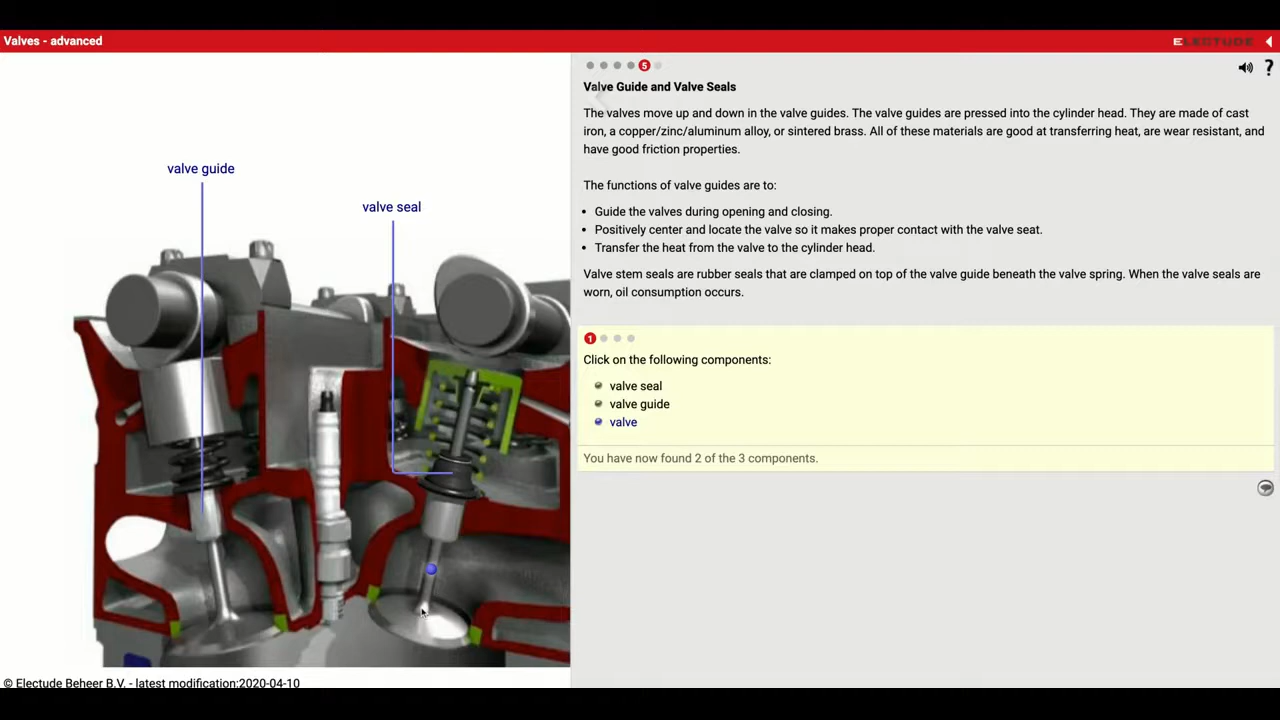 Valves - advanced
ELECTUDE
5
Valve Guide and Valve Seals
The valves move up and down in the valve guides. The valve guides are pressed into the cylinder head. They are made of cast
iron, a copper/zinc/aluminum alloy, or sintered brass. All of these materials are good at transferring heat, are wear resistant, and
have good friction properties.
The functions of valve guides are to:
• Guide the valves during opening and closing.
• Positively center and locate the valve so it makes proper contact with the valve seat.
• Transfer the heat from the valve to the cylinder head.
Valve stem seals are rubber seals that are clamped on top of the valve guide beneath the valve spring. When the valve seals are
worn, oil consumption occurs.
valve guide
valve seal
1
Click on the following components:
valve seal
valve guide
valve
You have now found 2 of the 3 components.
© Electude Beheer B.V. - latest modification:2020-04-10